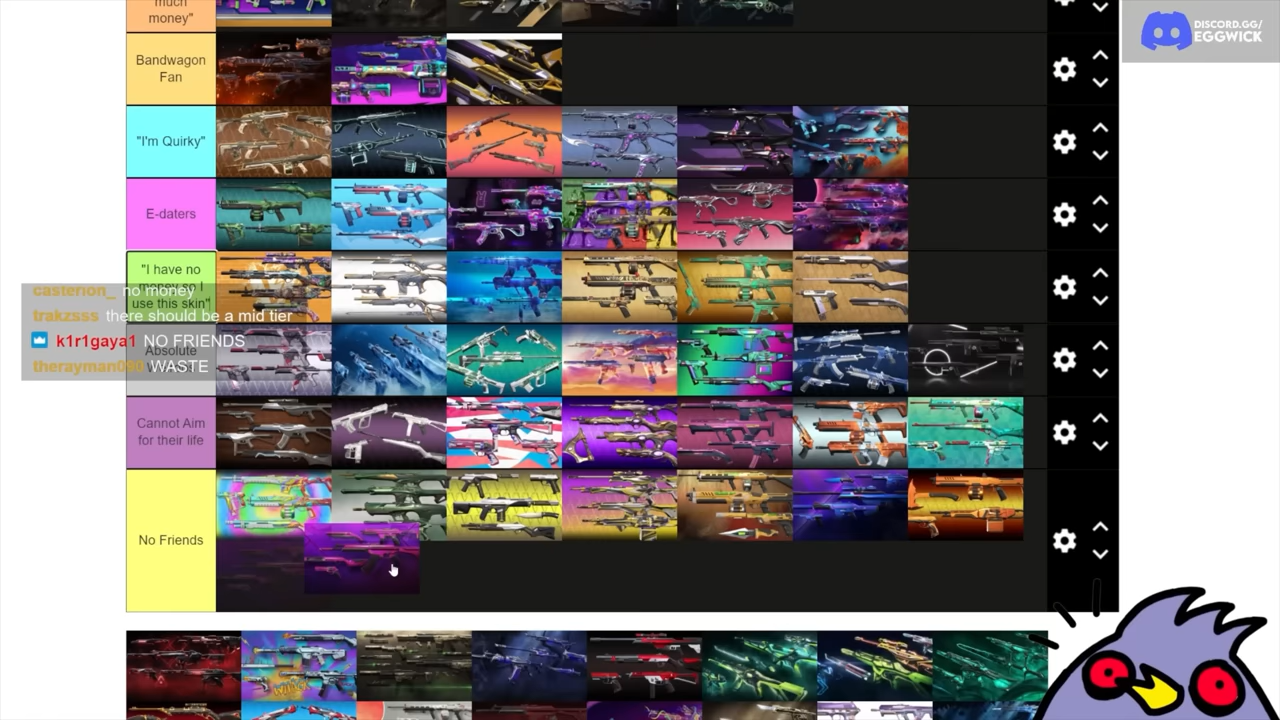 much
money"
DISCORD.GG/
EGGWICK
Bandwagon
Fan
"I'm Quirky"
E-daters
"I have no
use this skin"
casterion_ no money
trakzsss there should be a mid tier
k1r1gaya1 NO FRIENDS
Absolute
WASTE
Cannot Aim
for their life
No Friends